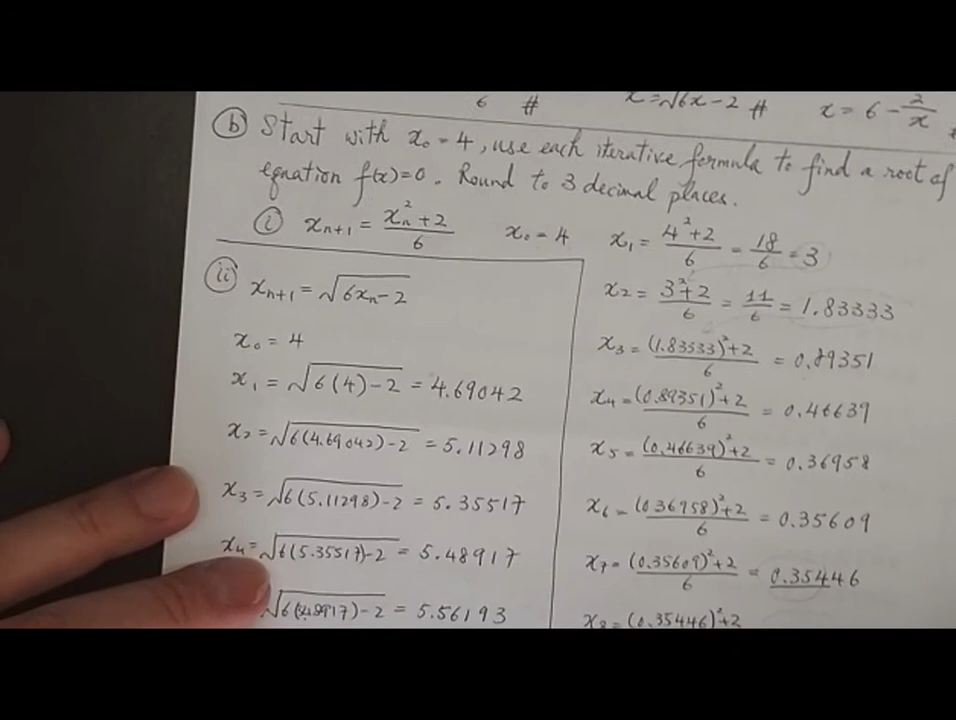 6 # x = √6x-2 # x = 6 - 2/x
(b) Start with x₀ = 4, use each iterative formula to find a root of
equation f(x)=0. Round to 3 decimal places.
(i) xₙ₊₁ = (xₙ²+2)/6 x₀ = 4 x₁ = (4²+2)/6 = 18/6 = 3
x₂ = (3²+2)/6 = 11/6 = 1.83333
x₃ = ((1.83333)²+2)/6 = 0.89351
x₄ = ((0.89351)²+2)/6 = 0.46639
x₅ = ((0.46639)²+2)/6 = 0.36958
x₆ = ((0.36958)²+2)/6 = 0.35609
x₇ = ((0.35609)²+2)/6 = 0.35446
x₈ = (0.35446)²+2
(ii) xₙ₊₁ = √6xₙ-2
x₀ = 4
x₁ = √6(4)-2 = 4.69042
x₂ = √6(4.69042)-2 = 5.11298
x₃ = √6(5.11298)-2 = 5.35517
x₄ = √6(5.35517)-2 = 5.48917
√6(5.48917)-2 = 5.56193